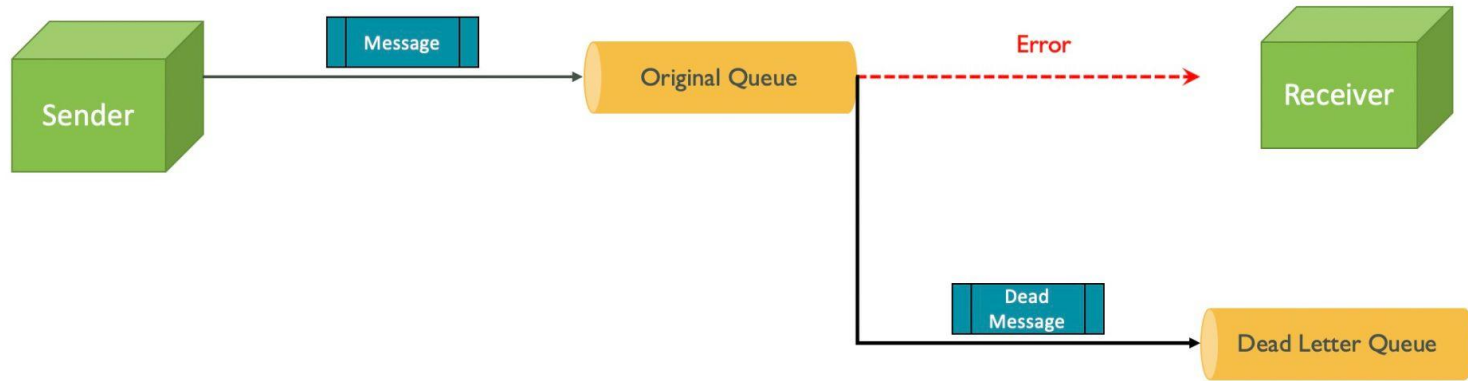 Message
Error
Sender
Original Queue
Receiver
Dead
Message
Dead Letter Queue